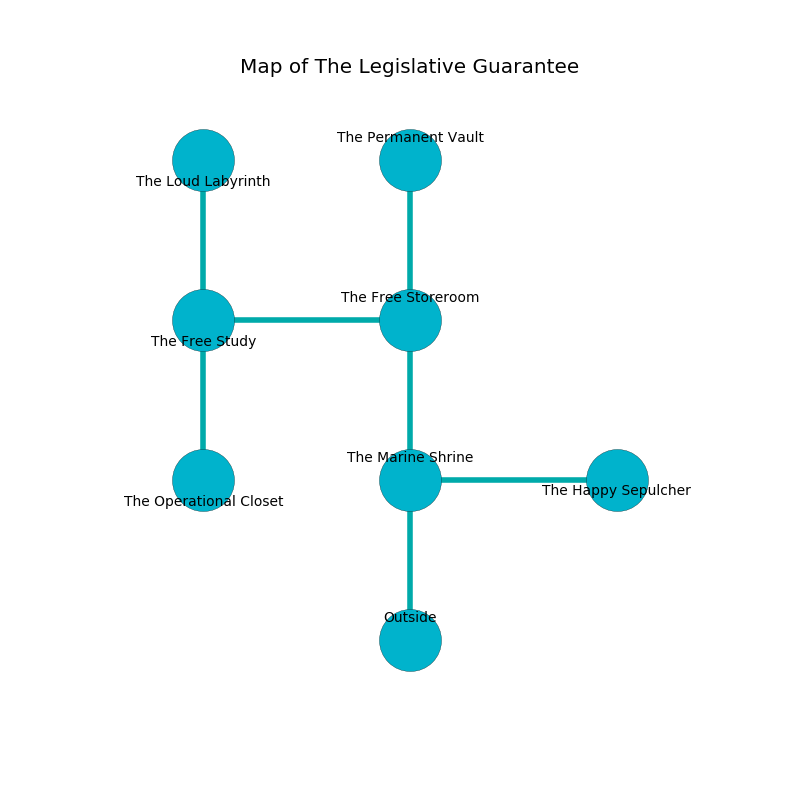 Map of The Legislative Guarantee
The Permanent Vault
The Loud Labyrinth
The Free Storeroom
The Free Study
The Marine Shrine
The Happy Sepulcher
The Operational Closet
Outside